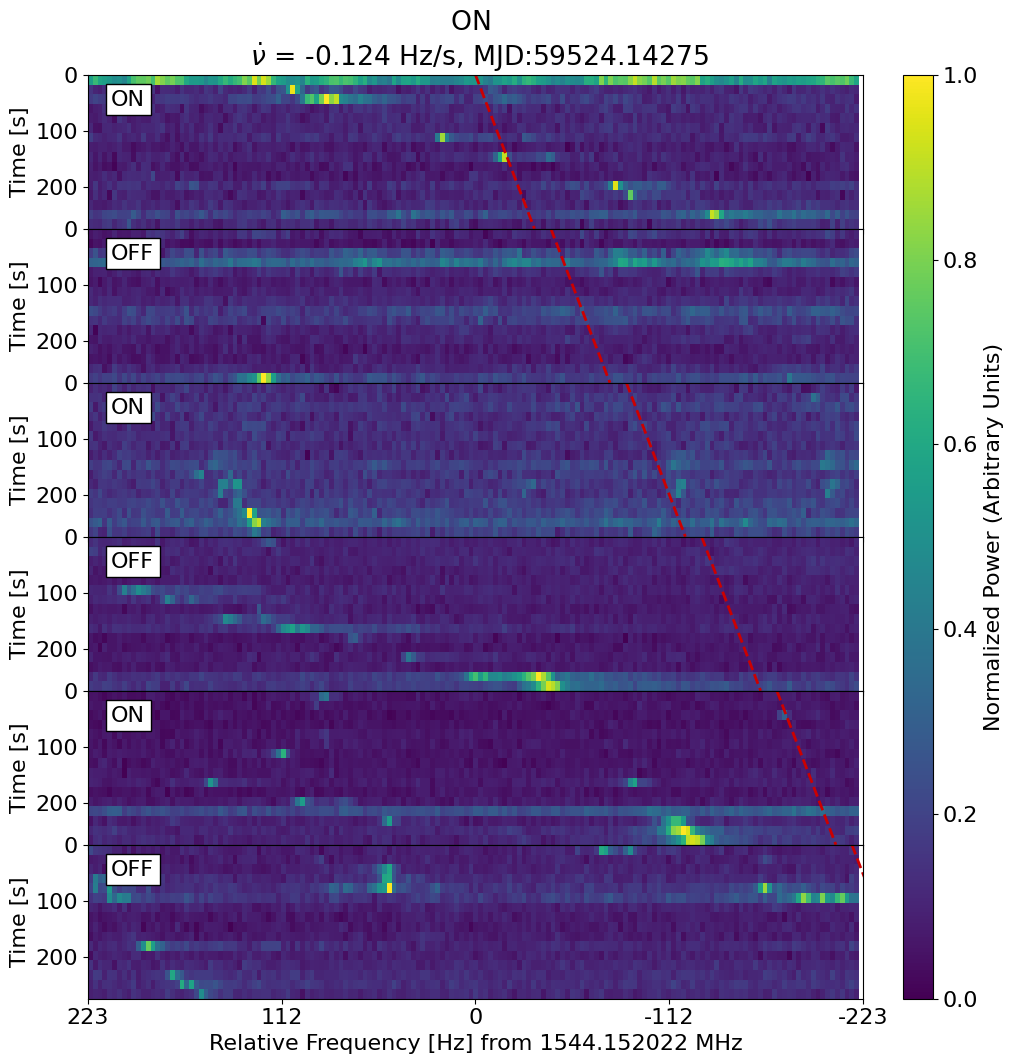 ON
ν̇ = -0.124 Hz/s, MJD:59524.14275
0
ON
100
200
Time [s]
0
OFF
100
200
Time [s]
0
ON
100
200
Time [s]
0
OFF
100
200
Time [s]
0
ON
100
200
Time [s]
0
OFF
100
200
Time [s]
223 112 0 -112 -223
Relative Frequency [Hz] from 1544.152022 MHz
1.0
0.8
0.6
0.4
0.2
0.0
Normalized Power (Arbitrary Units)